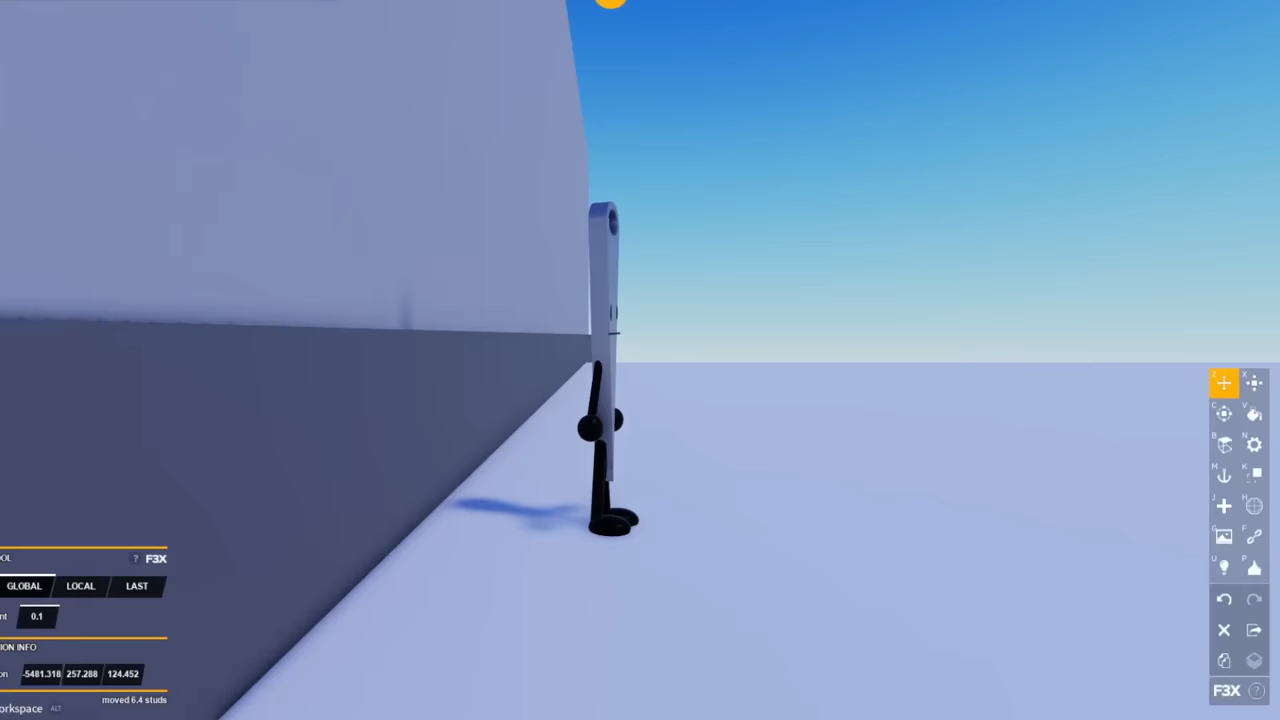 OOL ? F3X
GLOBAL LOCAL LAST
nt 0.1
ION INFO
on -5481.318 257.288 124.452
moved 6.4 studs
orkspace ALT
Z X
C V
B N
M K
J H
G F
U P
F3X ?